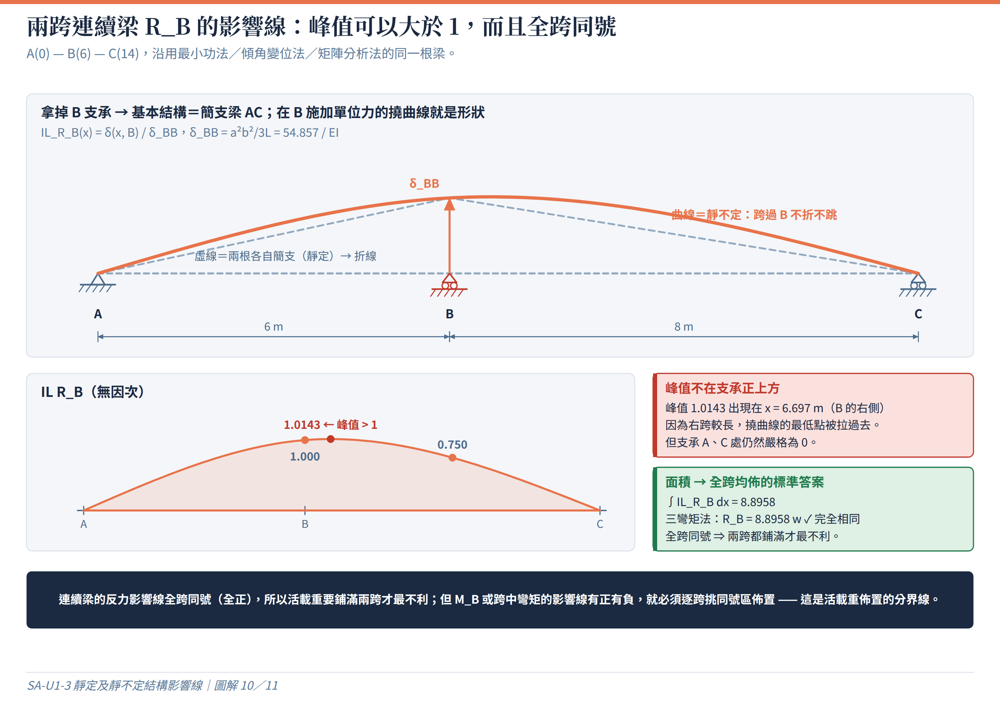 兩跨連續梁 R_B 的影響線：峰值可以大於 1，而且全跨同號
A(0) — B(6) — C(14)，沿用最小功法／傾角變位法／矩陣分析法的同一根梁。
拿掉 B 支承 → 基本結構＝簡支梁 AC；在 B 施加單位力的撓曲線就是形狀
IL_R_B(x) = δ(x, B) / δ_BB，δ_BB = a²b²/3L = 54.857 / EI
δ_BB
曲線＝靜不定：跨過 B 不折不跳
虛線＝兩根各自簡支（靜定）→ 折線
A
B
C
6 m
8 m
IL R_B（無因次）
1.0143 ← 峰值 > 1
0.750
1.000
A
B
C
峰值不在支承正上方
峰值 1.0143 出現在 x = 6.697 m（B 的右側）
因為右跨較長，撓曲線的最低點被拉過去。
但支承 A、C 處仍然嚴格為 0。
面積 → 全跨均佈的標準答案
∫ IL_R_B dx = 8.8958
三彎矩法：R_B = 8.8958 w ✓ 完全相同
全跨同號 ⇒ 兩跨都鋪滿才最不利。
連續梁的反力影響線全跨同號（全正），所以活載重要鋪滿兩跨才最不利；但 M_B 或跨中彎矩的影響線有正有負，就必須逐跨挑同號區佈置 —— 這是活載重佈置的分界線。
SA-U1-3 靜定及靜不定結構影響線｜圖解 10／11